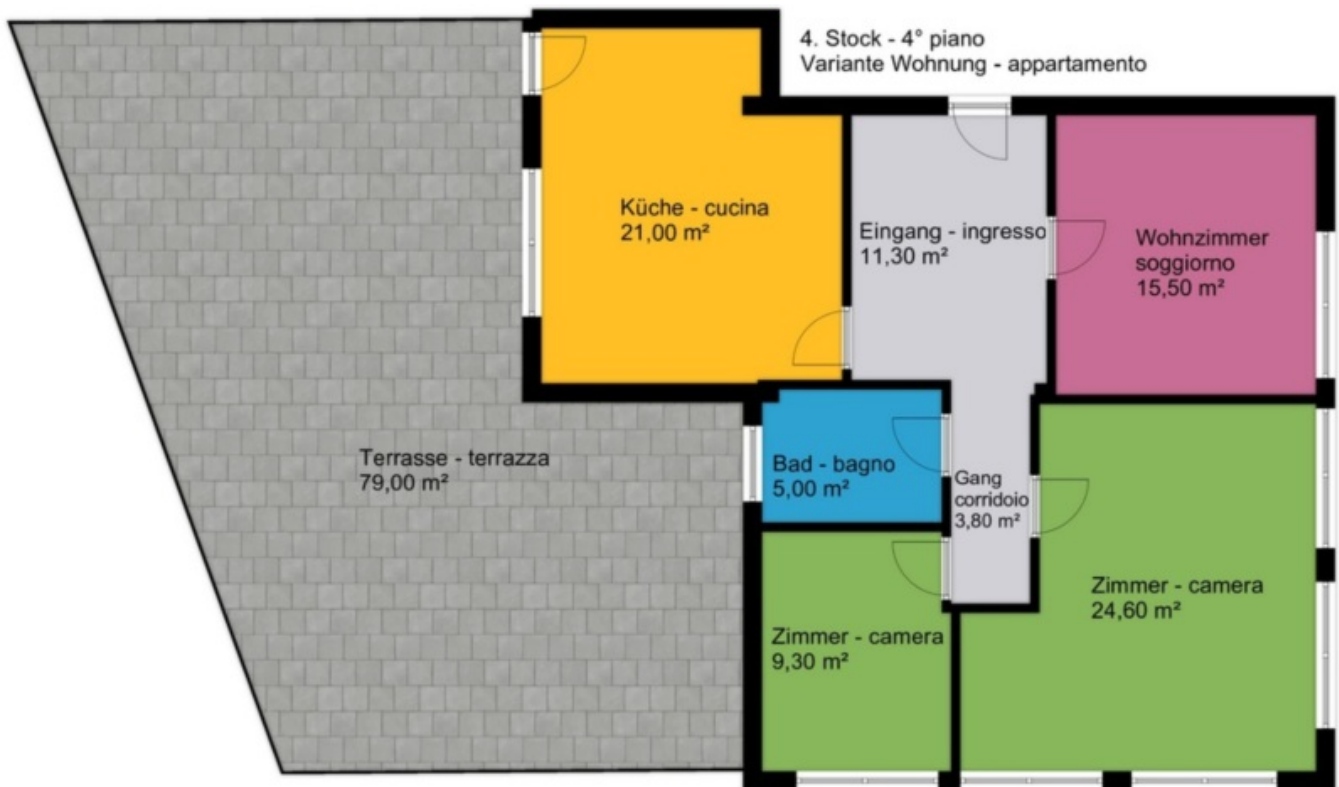 4. Stock - 4° piano
Variante Wohnung - appartamento
Küche - cucina
21,00 m²
Eingang - ingresso
11,30 m²
Wohnzimmer
soggiorno
15,50 m²
Terrasse - terrazza
79,00 m²
Bad - bagno
5,00 m²
Gang
corridoio
3,80 m²
Zimmer - camera
24,60 m²
Zimmer - camera
9,30 m²